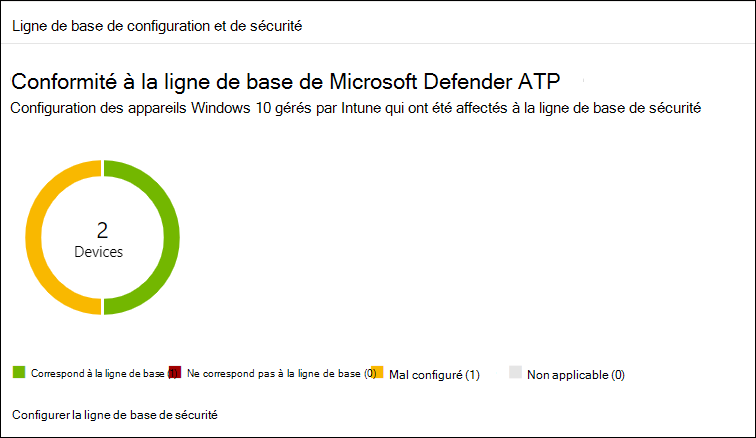 Ligne de base de configuration et de sécurité
Conformité à la ligne de base de Microsoft Defender ATP
Configuration des appareils Windows 10 gérés par Intune qui ont été affectés à la ligne de base de sécurité
2
Devices
Correspond à la ligne de base (1) Ne correspond pas à la ligne de base (0) Mal configuré (1) Non applicable (0)
Configurer la ligne de base de sécurité